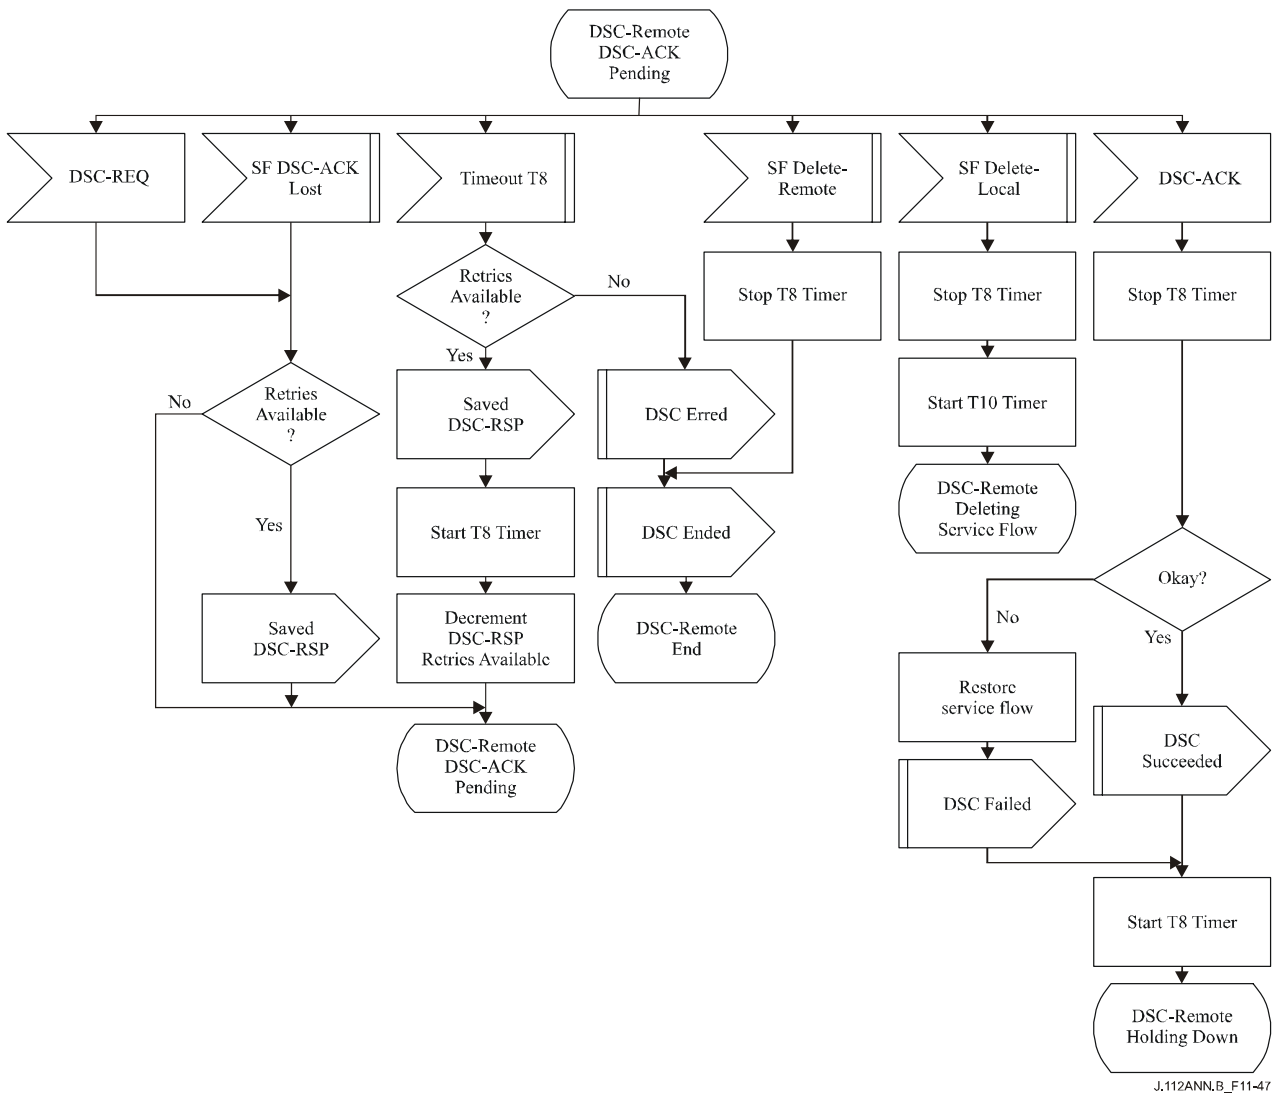 DSC-Remote
DSC-ACK
Pending
DSC-REQ
SF DSC-ACK
Lost
Timeout T8
SF Delete-
Remote
SF Delete-
Local
DSC-ACK
Retries
Available
?
No
Yes
Stop T8 Timer
Stop T8 Timer
Stop T8 Timer
Retries
Available
?
No
Yes
Saved
DSC-RSP
DSC Erred
Start T10 Timer
Start T8 Timer
DSC Ended
DSC-Remote
Deleting
Service Flow
Okay?
No
Yes
Saved
DSC-RSP
Decrement
DSC-RSP
Retries Available
DSC-Remote
End
Restore
service flow
DSC-Remote
DSC-ACK
Pending
DSC
Succeeded
DSC Failed
Start T8 Timer
DSC-Remote
Holding Down
J.112ANN.B_F11-47